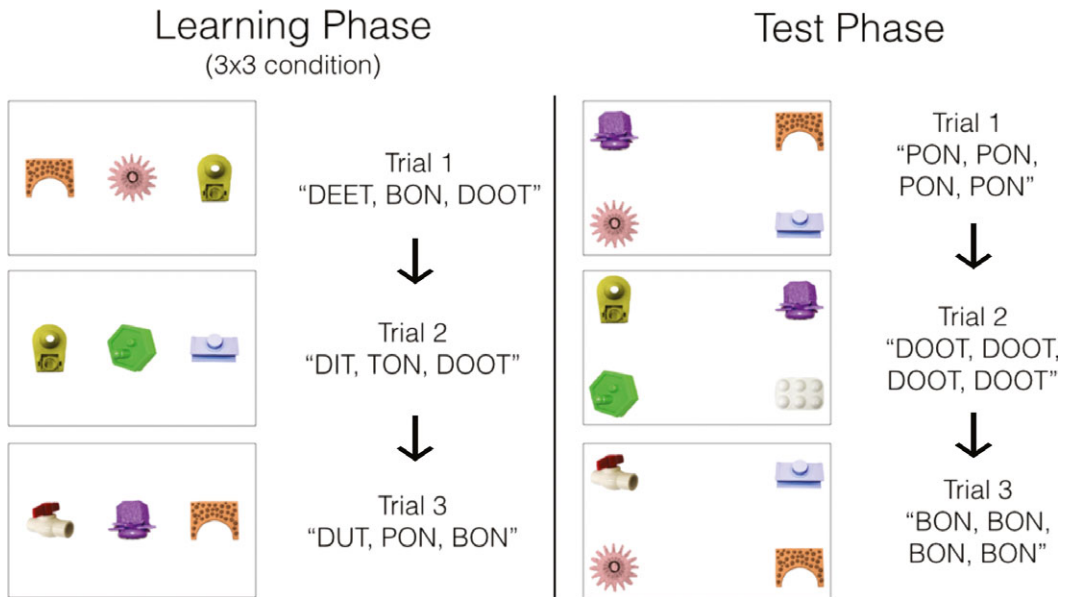 Learning Phase
(3x3 condition)
Trial 1
“DEET, BON, DOOT”
Trial 2
“DIT, TON, DOOT”
Trial 3
“DUT, PON, BON”
Test Phase
Trial 1
“PON, PON,
PON, PON”
Trial 2
“DOOT, DOOT,
DOOT, DOOT”
Trial 3
“BON, BON,
BON, BON”